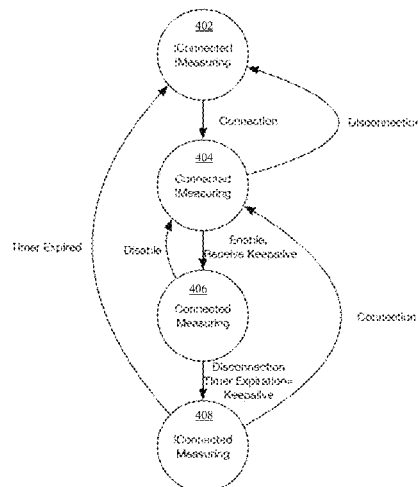 402
!Connected
!Measuring
Connection
Disconnection
404
Connected
!Measuring
Timer Expired
Disable
Enable,
Receive Keepalive
406
Connected
Measuring
Connection
Disconnection
Timer Expiration=
Keepalive
408
!Connected
Measuring